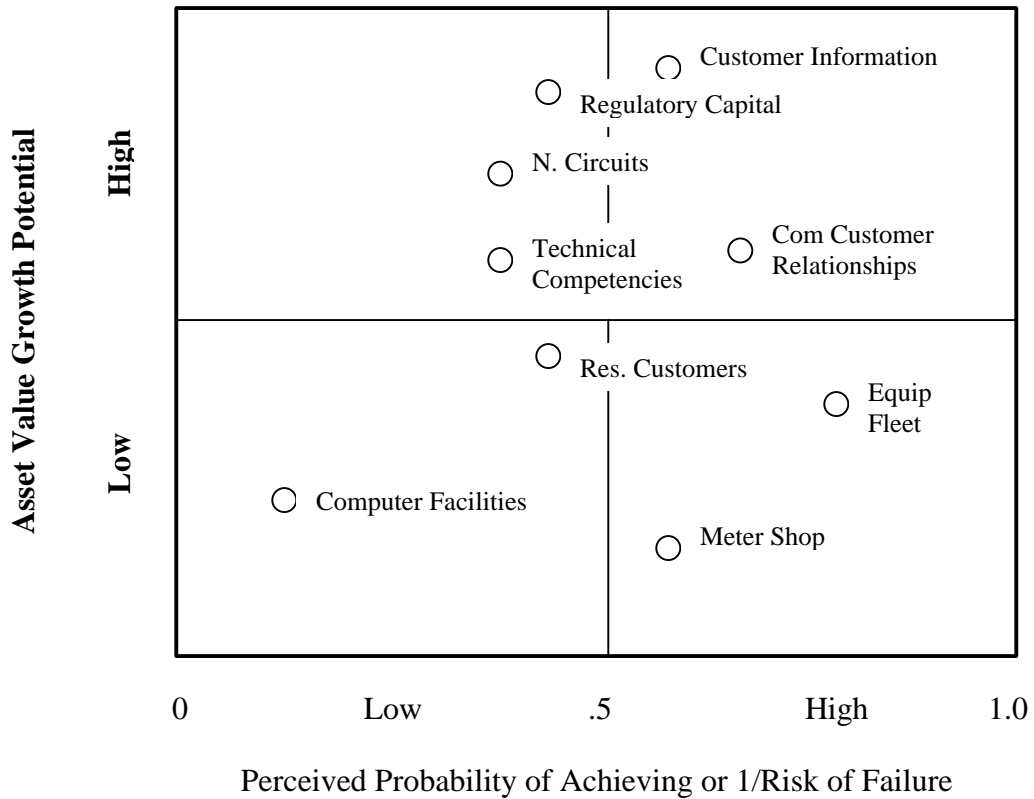 Asset Value Growth Potential
High
Low
Customer Information
Regulatory Capital
N. Circuits
Technical
Competencies
Com Customer
Relationships
Res. Customers
Equip
Fleet
Computer Facilities
Meter Shop
0 Low .5 High 1.0
Perceived Probability of Achieving or 1/Risk of Failure